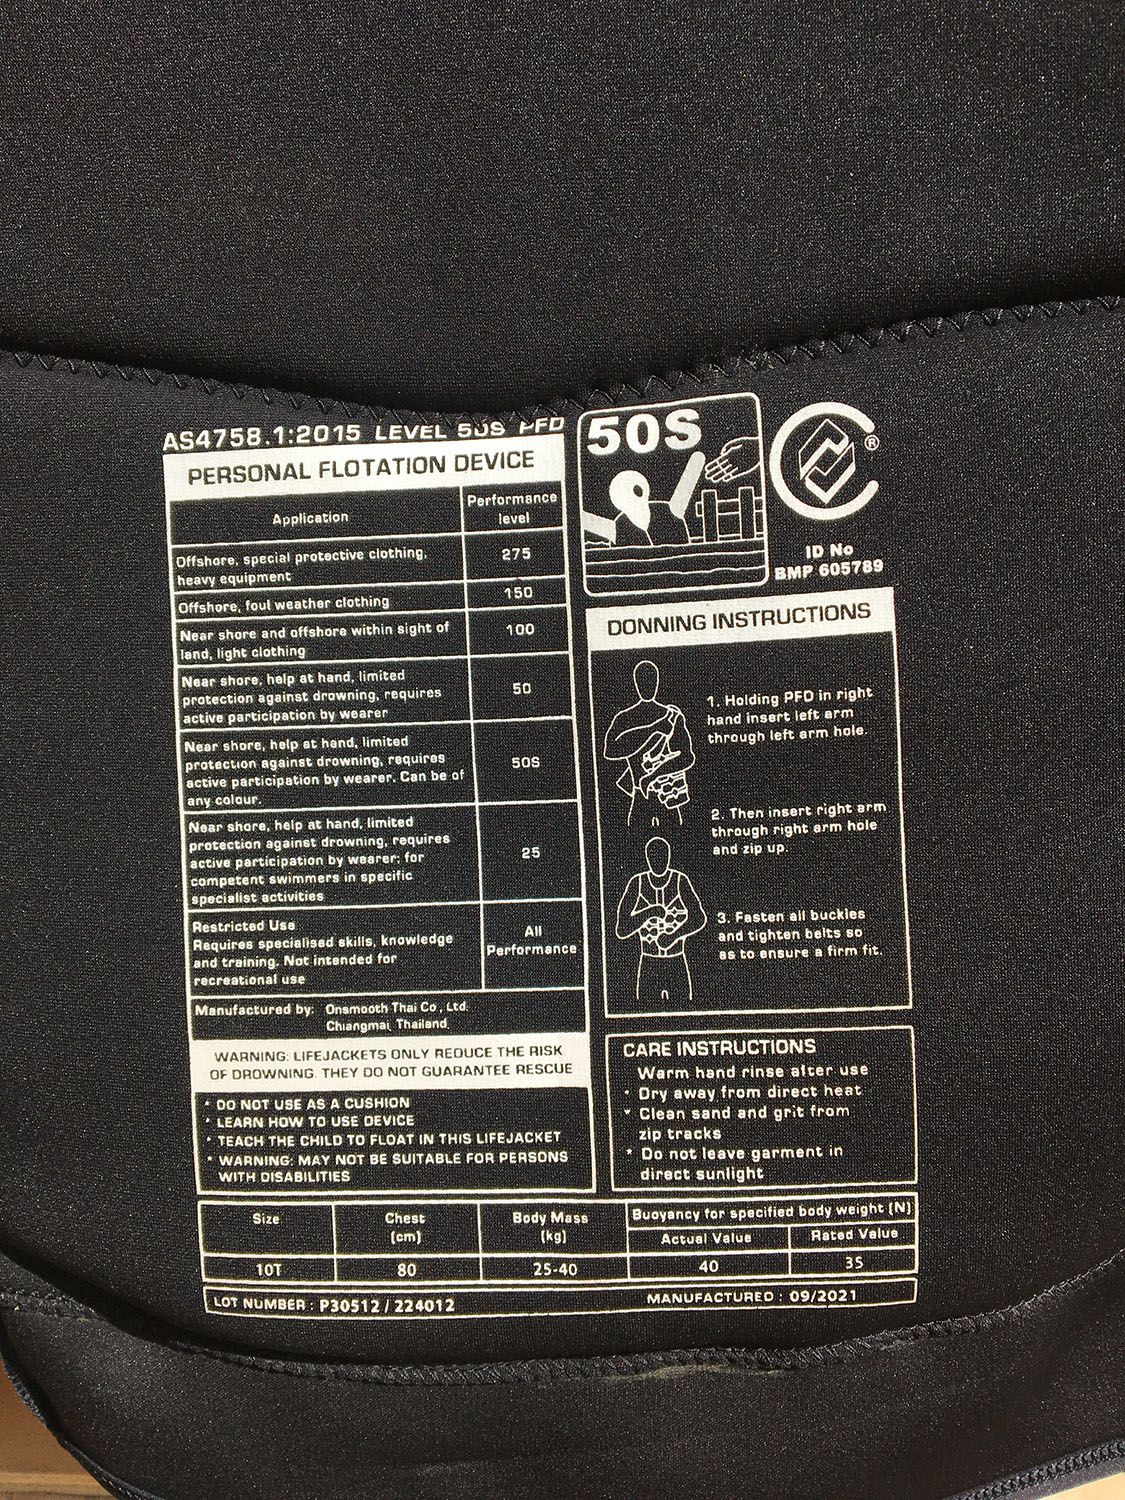 AS4758.1:2015 LEVEL 50S PFD
PERSONAL FLOTATION DEVICE
Application
Performance
level
Offshore, special protective clothing,
heavy equipment
275
Offshore, foul weather clothing
150
Near shore and offshore within sight of
land, light clothing
100
Near shore, help at hand, limited
protection against drowning, requires
active participation by wearer
50
Near shore, help at hand, limited
protection against drowning, requires
active participation by wearer. Can be of
any colour.
50S
Near shore, help at hand, limited
protection against drowning, requires
active participation by wearer; for
competent swimmers in specific
specialist activities
25
Restricted Use
Requires specialised skills, knowledge
and training. Not intended for
recreational use
All
Performance
Manufactured by: Onsmooth Thai Co., Ltd.
Chiangmai, Thailand.
WARNING: LIFEJACKETS ONLY REDUCE THE RISK
OF DROWNING. THEY DO NOT GUARANTEE RESCUE
* DO NOT USE AS A CUSHION
* LEARN HOW TO USE DEVICE
* TEACH THE CHILD TO FLOAT IN THIS LIFEJACKET
* WARNING: MAY NOT BE SUITABLE FOR PERSONS
WITH DISABILITIES
50S
®
ID No
BMP 605789
DONNING INSTRUCTIONS
1. Holding PFD in right
hand insert left arm
through left arm hole.
2. Then insert right arm
through right arm hole
and zip up.
3. Fasten all buckles
and tighten belts so
as to ensure a firm fit.
CARE INSTRUCTIONS
Warm hand rinse after use
* Dry away from direct heat
* Clean sand and grit from
zip tracks
* Do not leave garment in
direct sunlight
Size
Chest
(cm)
Body Mass
(kg)
Buoyancy for specified body weight (N)
Actual Value
Rated Value
10T
80
25-40
40
35
LOT NUMBER : P30512 / 224012
MANUFACTURED : 09/2021